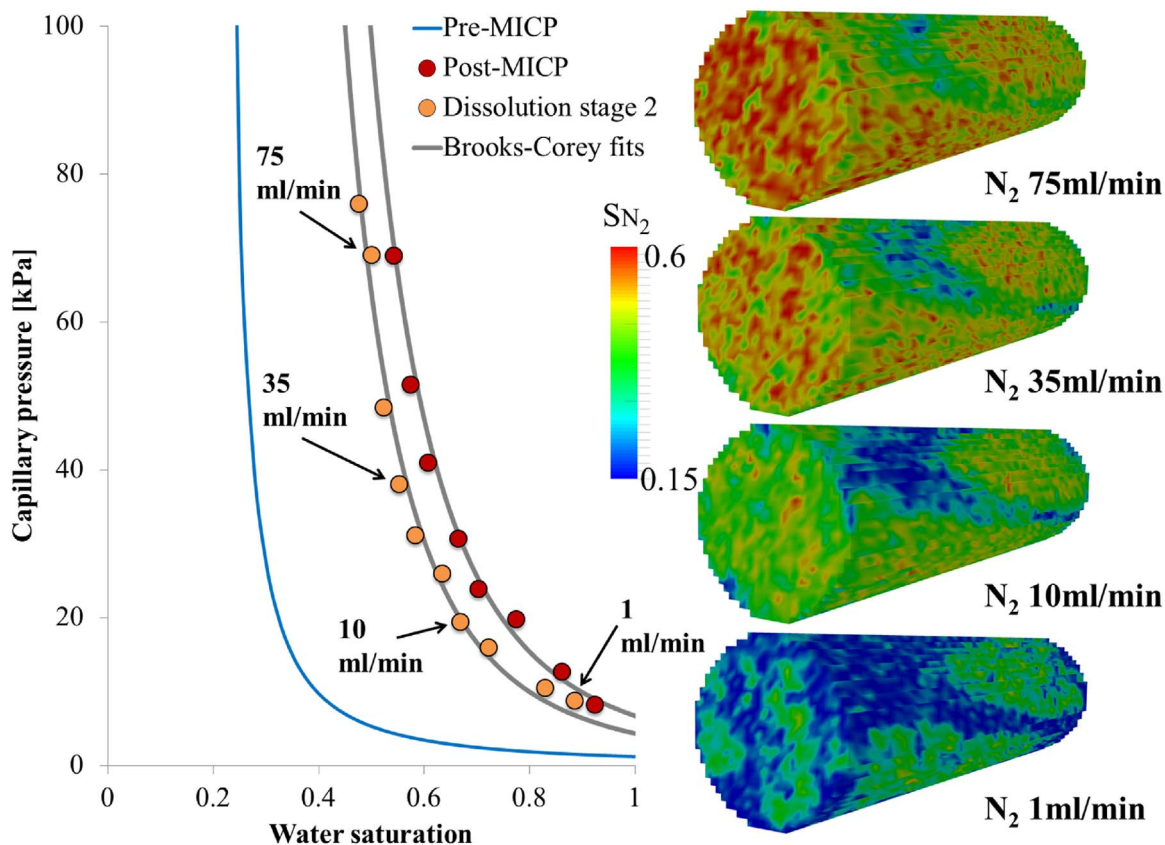 Capillary pressure [kPa]
100
80
60
40
20
0
0
0.2
0.4
0.6
0.8
1
Water saturation
Pre-MICP
Post-MICP
Dissolution stage 2
Brooks-Corey fits
75
ml/min
35
ml/min
10
ml/min
1
ml/min
SN₂
0.6
0.15
N₂ 75ml/min
N₂ 35ml/min
N₂ 10ml/min
N₂ 1ml/min